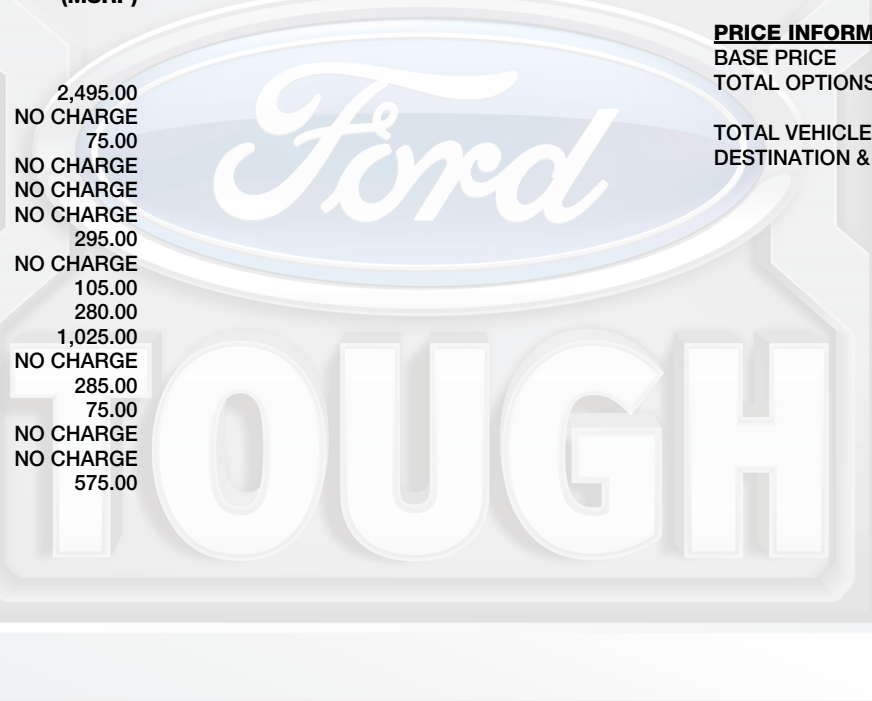 (MSRP)
2,495.00
NO CHARGE
75.00
NO CHARGE
NO CHARGE
NO CHARGE
295.00
NO CHARGE
105.00
280.00
1,025.00
NO CHARGE
285.00
75.00
NO CHARGE
NO CHARGE
575.00
PRICE INFORM
BASE PRICE
TOTAL OPTIONS
TOTAL VEHICLE
DESTINATION &
Ford
TOUGH